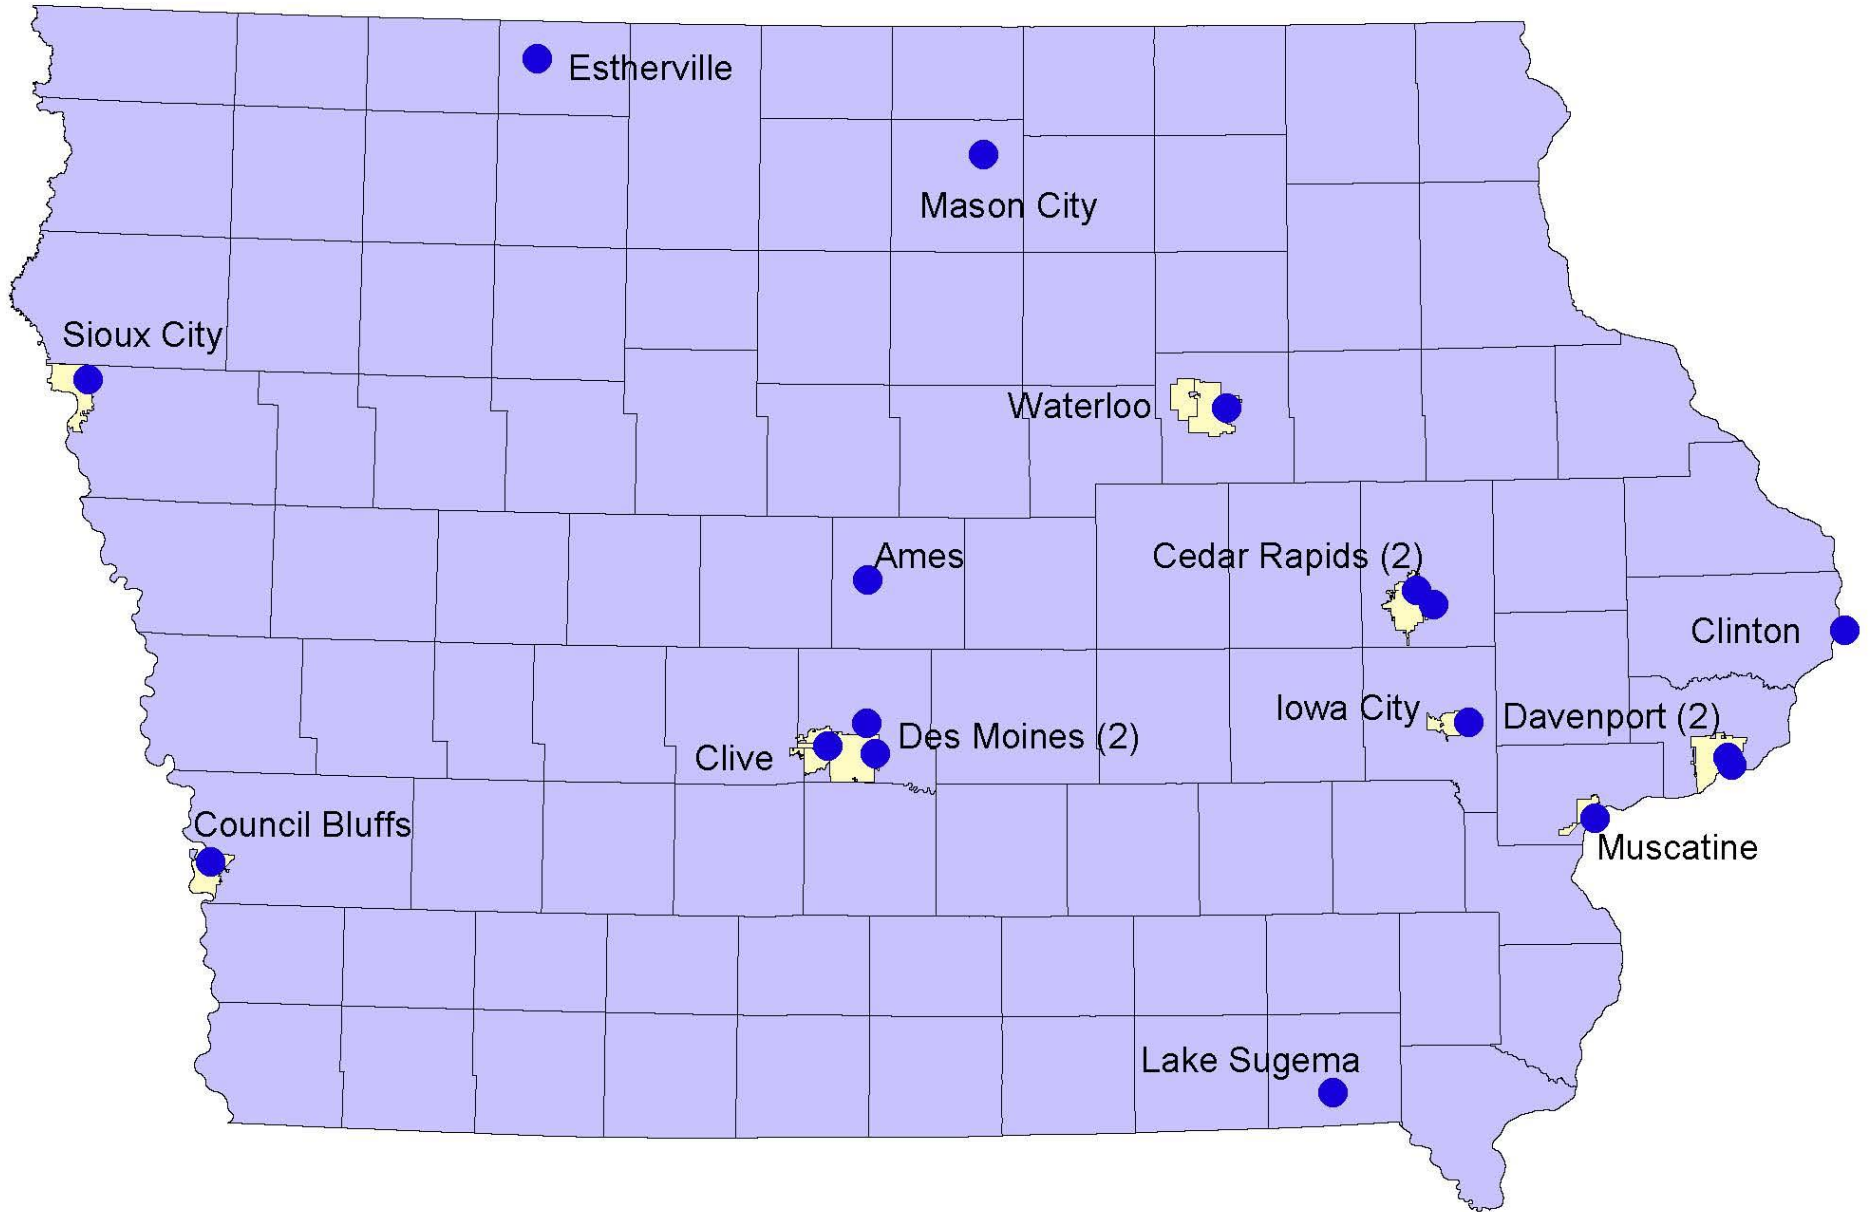 Estherville
Mason City
Sioux City
Waterloo
Ames
Cedar Rapids (2)
Clinton
Iowa City
Davenport (2)
Des Moines (2)
Clive
Council Bluffs
Muscatine
Lake Sugema